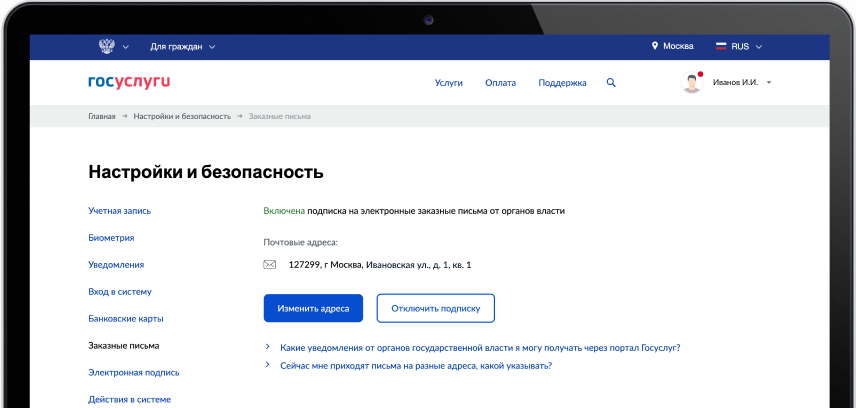 Для граждан
Москва
RUS
госуслуги
Услуги
Оплата
Поддержка
Иванов И.И.
Главная → Настройки и безопасность → Заказные письма
Настройки и безопасность
Учетная запись
Биометрия
Уведомления
Вход в систему
Банковские карты
Заказные письма
Электронная подпись
Действия в системе
Включена подписка на электронные заказные письма от органов власти
Почтовые адреса:
127299, г Москва, Ивановская ул., д. 1, кв. 1
Изменить адреса
Отключить подписку
Какие уведомления от органов государственной власти я могу получать через портал Госуслуг?
Сейчас мне приходят письма на разные адреса, какой указывать?